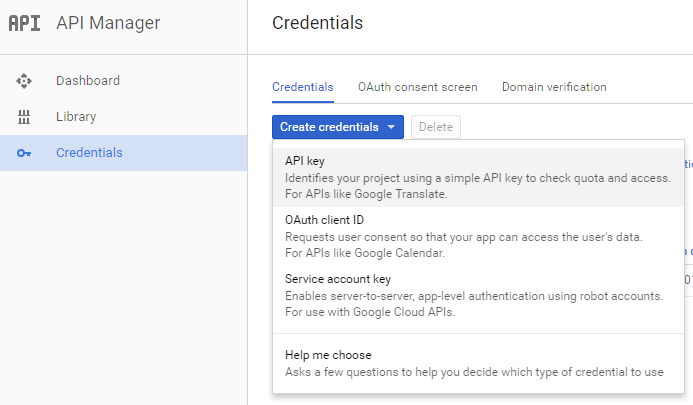 API API Manager
Credentials
Dashboard
Library
Credentials
Credentials OAuth consent screen Domain verification
Create credentials Delete
API key
Identifies your project using a simple API key to check quota and access.
For APIs like Google Translate.
OAuth client ID
Requests user consent so that your app can access the user's data.
For APIs like Google Calendar.
Service account key
Enables server-to-server, app-level authentication using robot accounts.
For use with Google Cloud APIs.
Help me choose
Asks a few questions to help you decide which type of credential to use